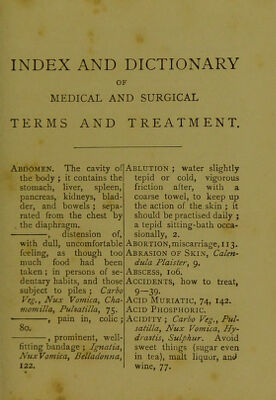 INDEX AND DICTIONARY
OF
MEDICAL AND SURGICAL
TERMS AND TREATMENT.
ABDOMEN. The cavity of
the body; it contains the
stomach, liver, spleen,
pancreas, kidneys, blad-
der, and bowels; sepa-
rated from the chest by
the diaphragm.
———, distension of,
with dull, uncomfortable
feeling, as though too
much food had been
taken; in persons of se-
dentary habits, and those
subject to piles; Carbo
Veg., Nux Vomica, Cha-
momilla, Pulsatilla, 75.
———, pain in, colic;
80.
———, prominent, well-
fitting bandage; Ignatia,
Nux Vomica, Belladonna,
122.
ABLUTION; water slightly
tepid or cold, vigorous
friction after, with a
coarse towel, to keep up
the action of the skin; it
should be practised daily;
a tepid sitting-bath occa-
sionally, 2.
ABORTION, miscarriage, 113.
ABRASION OF SKIN, Calen-
dula Plaister, 9.
ABSCESS, 106.
ACCIDENTS, how to treat,
9—39.
ACID MURIATIC, 74, 142.
ACID PHOSPHORIC.
ACIDITY; Carbo Veg., Pul-
satilla, Nux Vomica, Hy-
drastis, Sulphur. Avoid
sweet things (sugar even
in tea), malt liquor, and
wine, 77.